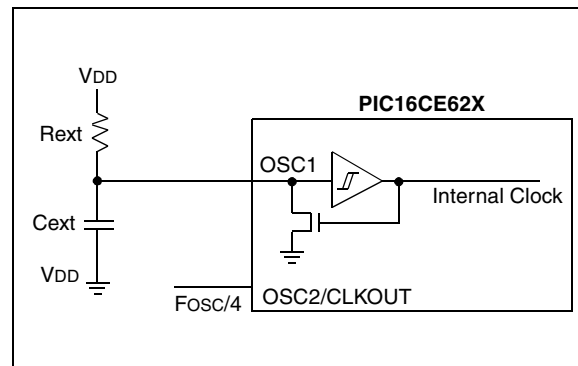 VDD
PIC16CE62X
Rext
OSC1
Internal Clock
Cext
VDD
FOSC/4
OSC2/CLKOUT